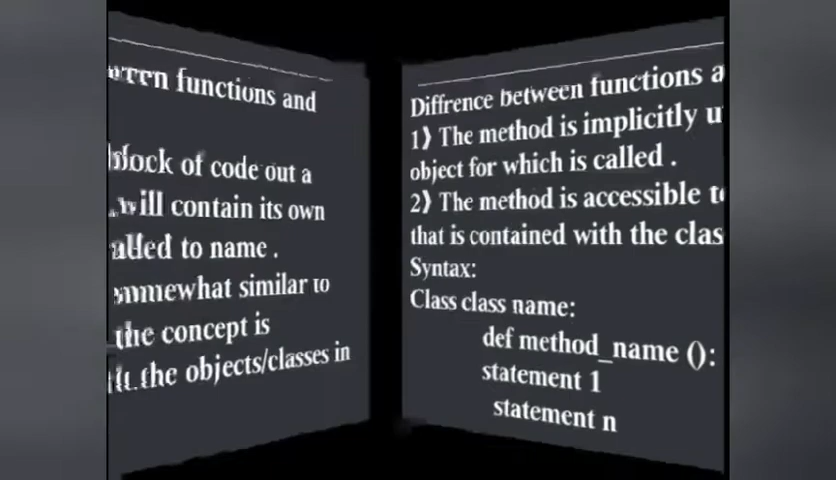 functions and
block of code out a
will contain its own
to name .
somewhat similar to
the concept is
the objects/classes in
Diffrence between functions
1) The method is implicitly
object for which is called .
2) The method is accessible
that is contained with the
Syntax:
Class class name:
def method_name ():
statement 1
statement n